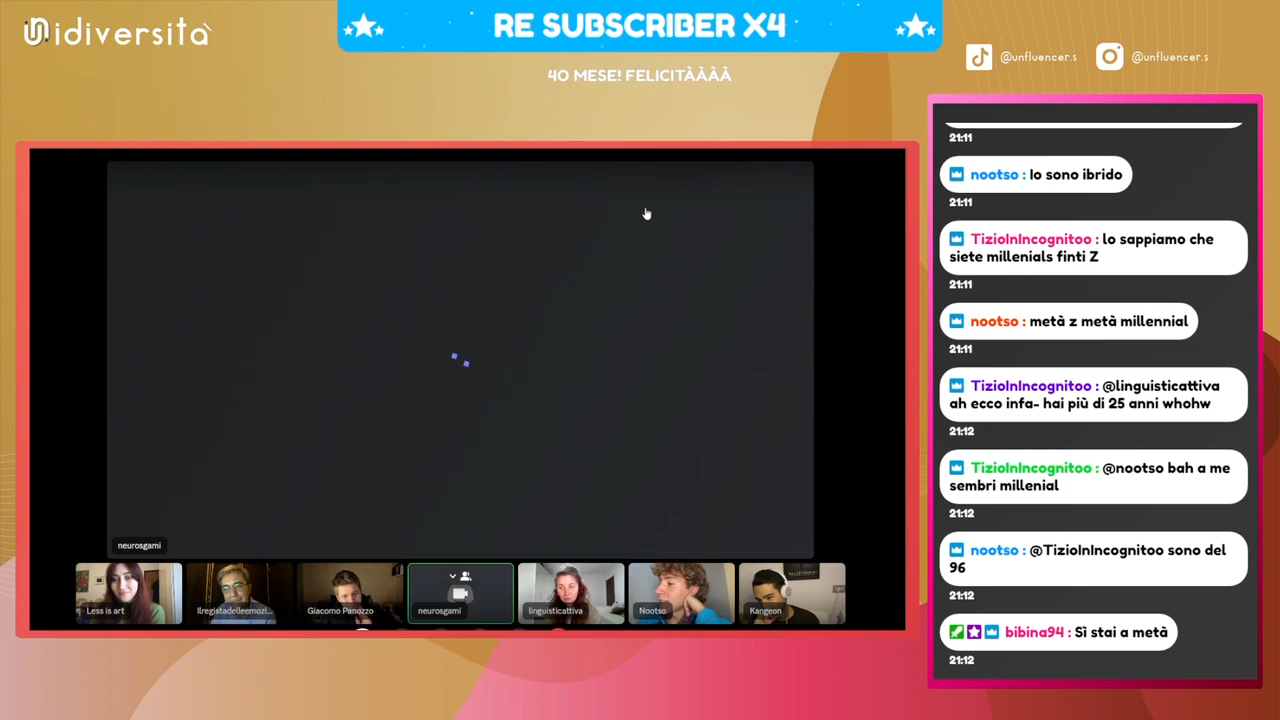 unidiversità
RE SUBSCRIBER X4
40 MESE! FELICITÀÀÀÀ
@unfluencer.s
@unfluencer.s
21:11
nootso : Io sono ibrido
21:11
TizioInIncognitoo : lo sappiamo che
siete millenials finti Z
21:11
nootso : metà z metà millennial
21:11
TizioInIncognitoo : @linguisticattiva
ah ecco infa- hai più di 25 anni whohw
21:12
TizioInIncognitoo : @nootso bah a me
sembri millenial
21:12
nootso : @TizioInIncognitoo sono del
96
21:12
bibina94 : Sì stai a metà
21:12
neurosgami
Less is art
Ilregistadelleemozi...
Giacomo Panozzo
neurosgami
linguisticattiva
Nootso
Kangeon